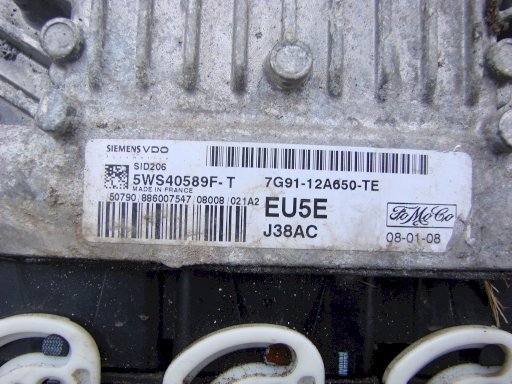 SIEMENS VDO
SID206
5WS40589F-T 7G91-12A650-TE
MADE IN FRANCE
50790 886007547 08008 021A2
EU5E
FoMoCo
J38AC
08-01-08